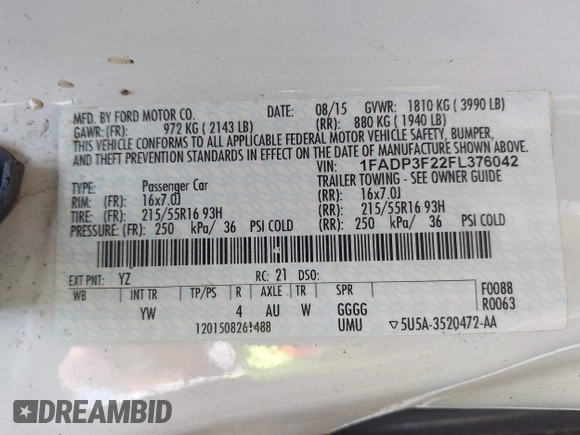 MFD. BY FORD MOTOR CO. DATE: 08/15 GVWR: 1810 KG ( 3990 LB)
GAWR: (FR): 972 KG ( 2143 LB) (RR): 880 KG ( 1940 LB)
THIS VEHICLE CONFORMS TO ALL APPLICABLE FEDERAL MOTOR VEHICLE SAFETY, BUMPER,
AND THEFT PREVENTION STANDARDS IN EFFECT ON THE DATE OF MANUFACTURE SHOWN ABOVE.
VIN: 1FADP3F22FL376042
TYPE: Passenger Car TRAILER TOWING - SEE OWNER GUIDE
RIM: (FR): 16x7.0J (RR): 16x7.0J
TIRE: (FR): 215/55R16 93H (RR): 215/55R16 93H
PRESSURE: (FR): 250 kPa/ 36 PSI COLD (RR): 250 kPa/ 36 PSI COLD
EXT PNT: YZ RC: 21 DSO: F0088
WB INT TR TP/PS R AXLE TR SPR R0063
YW 4 AU W GGGG
1201508261488 UMU ▽5U5A-3520472-AA
DREAMBID